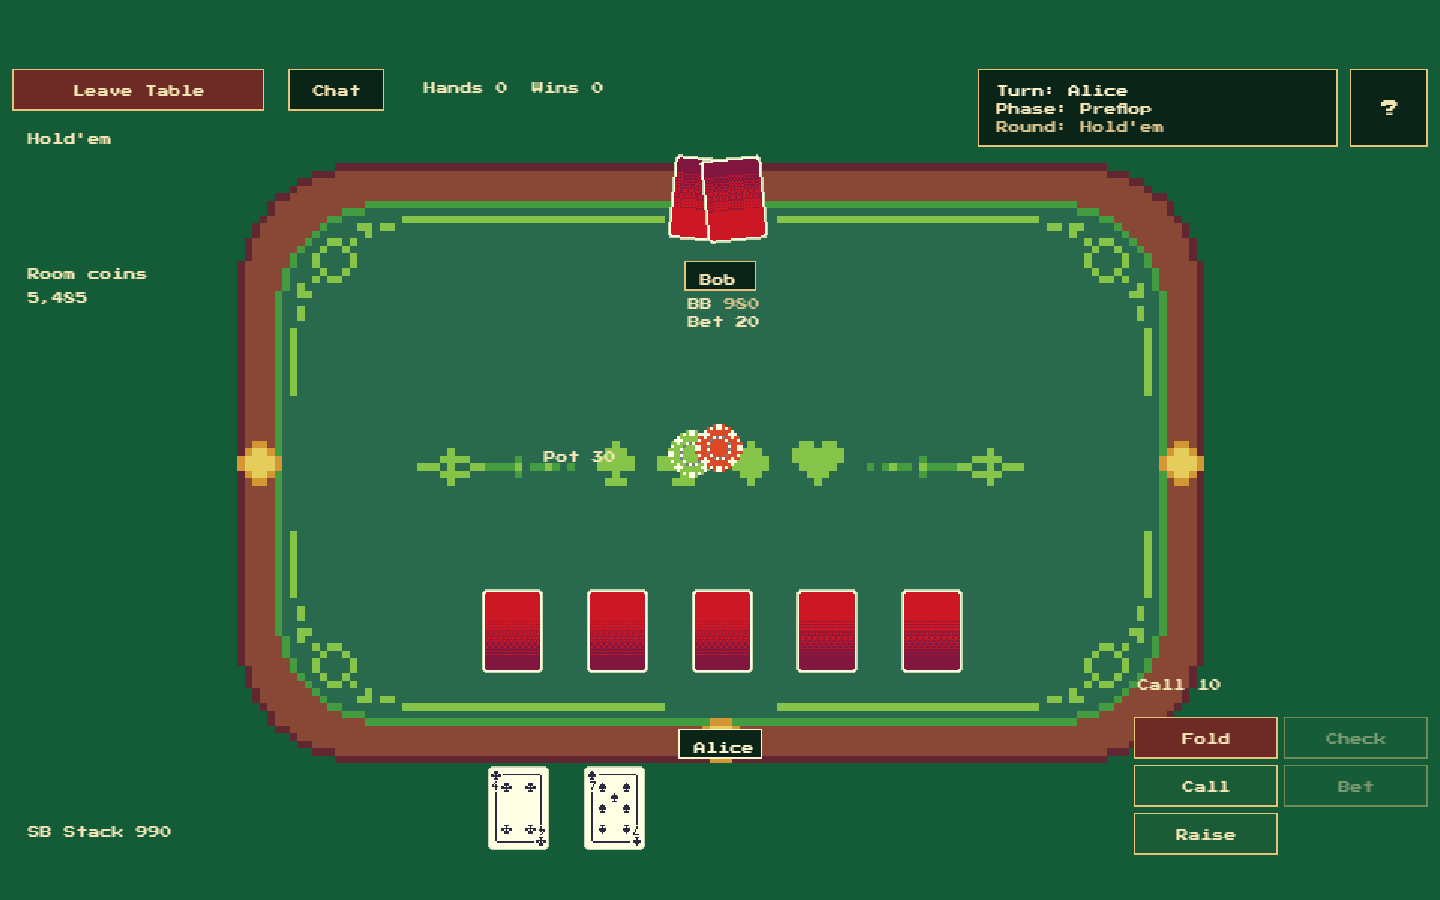 Leave Table
Chat
Hands 0 Wins 0
Turn: Alice
Phase: Preflop
Round: Hold'em
?
Hold'em
Room coins
5,485
Bob
BB 980
Bet 20
Pot 30
Call 10
Alice
Fold
Check
Call
Bet
Raise
4
7
SB Stack 990